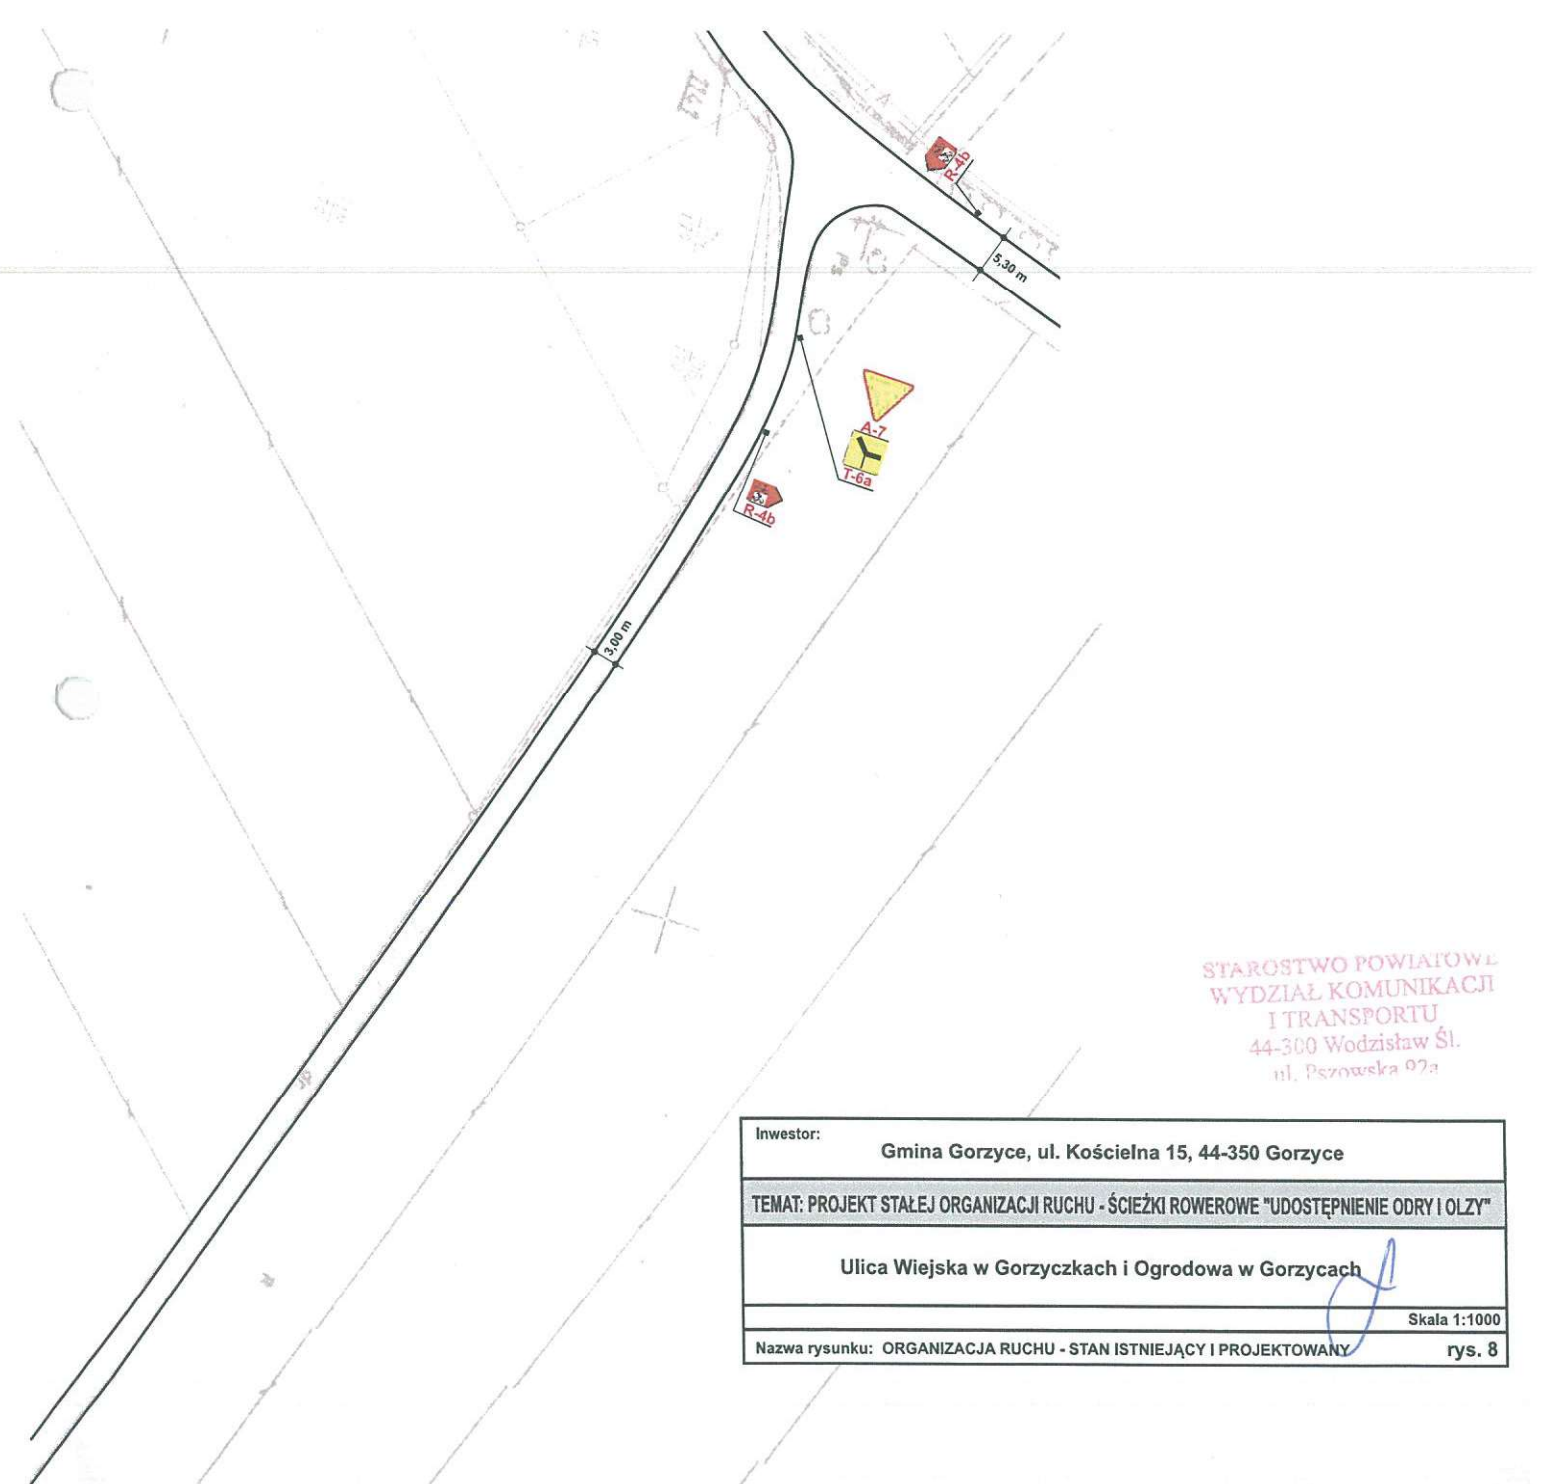 R-4b
5,30 m
Ps
A-7
T-6a
R-4b
3,00 m
R
STAROSTWO POWIATOWE
WYDZIAŁ KOMUNIKACJI
I TRANSPORTU
44-300 Wodzisław Śl.
ul. Pszowska 92a
Inwestor:
Gmina Gorzyce, ul. Kościelna 15, 44-350 Gorzyce
TEMAT: PROJEKT STAŁEJ ORGANIZACJI RUCHU - ŚCIEŻKI ROWEROWE "UDOSTĘPNIENIE ODRY I OLZY"
Ulica Wiejska w Gorzyczkach i Ogrodowa w Gorzycach
Skala 1:1000
Nazwa rysunku: ORGANIZACJA RUCHU - STAN ISTNIEJĄCY I PROJEKTOWANY
rys. 8